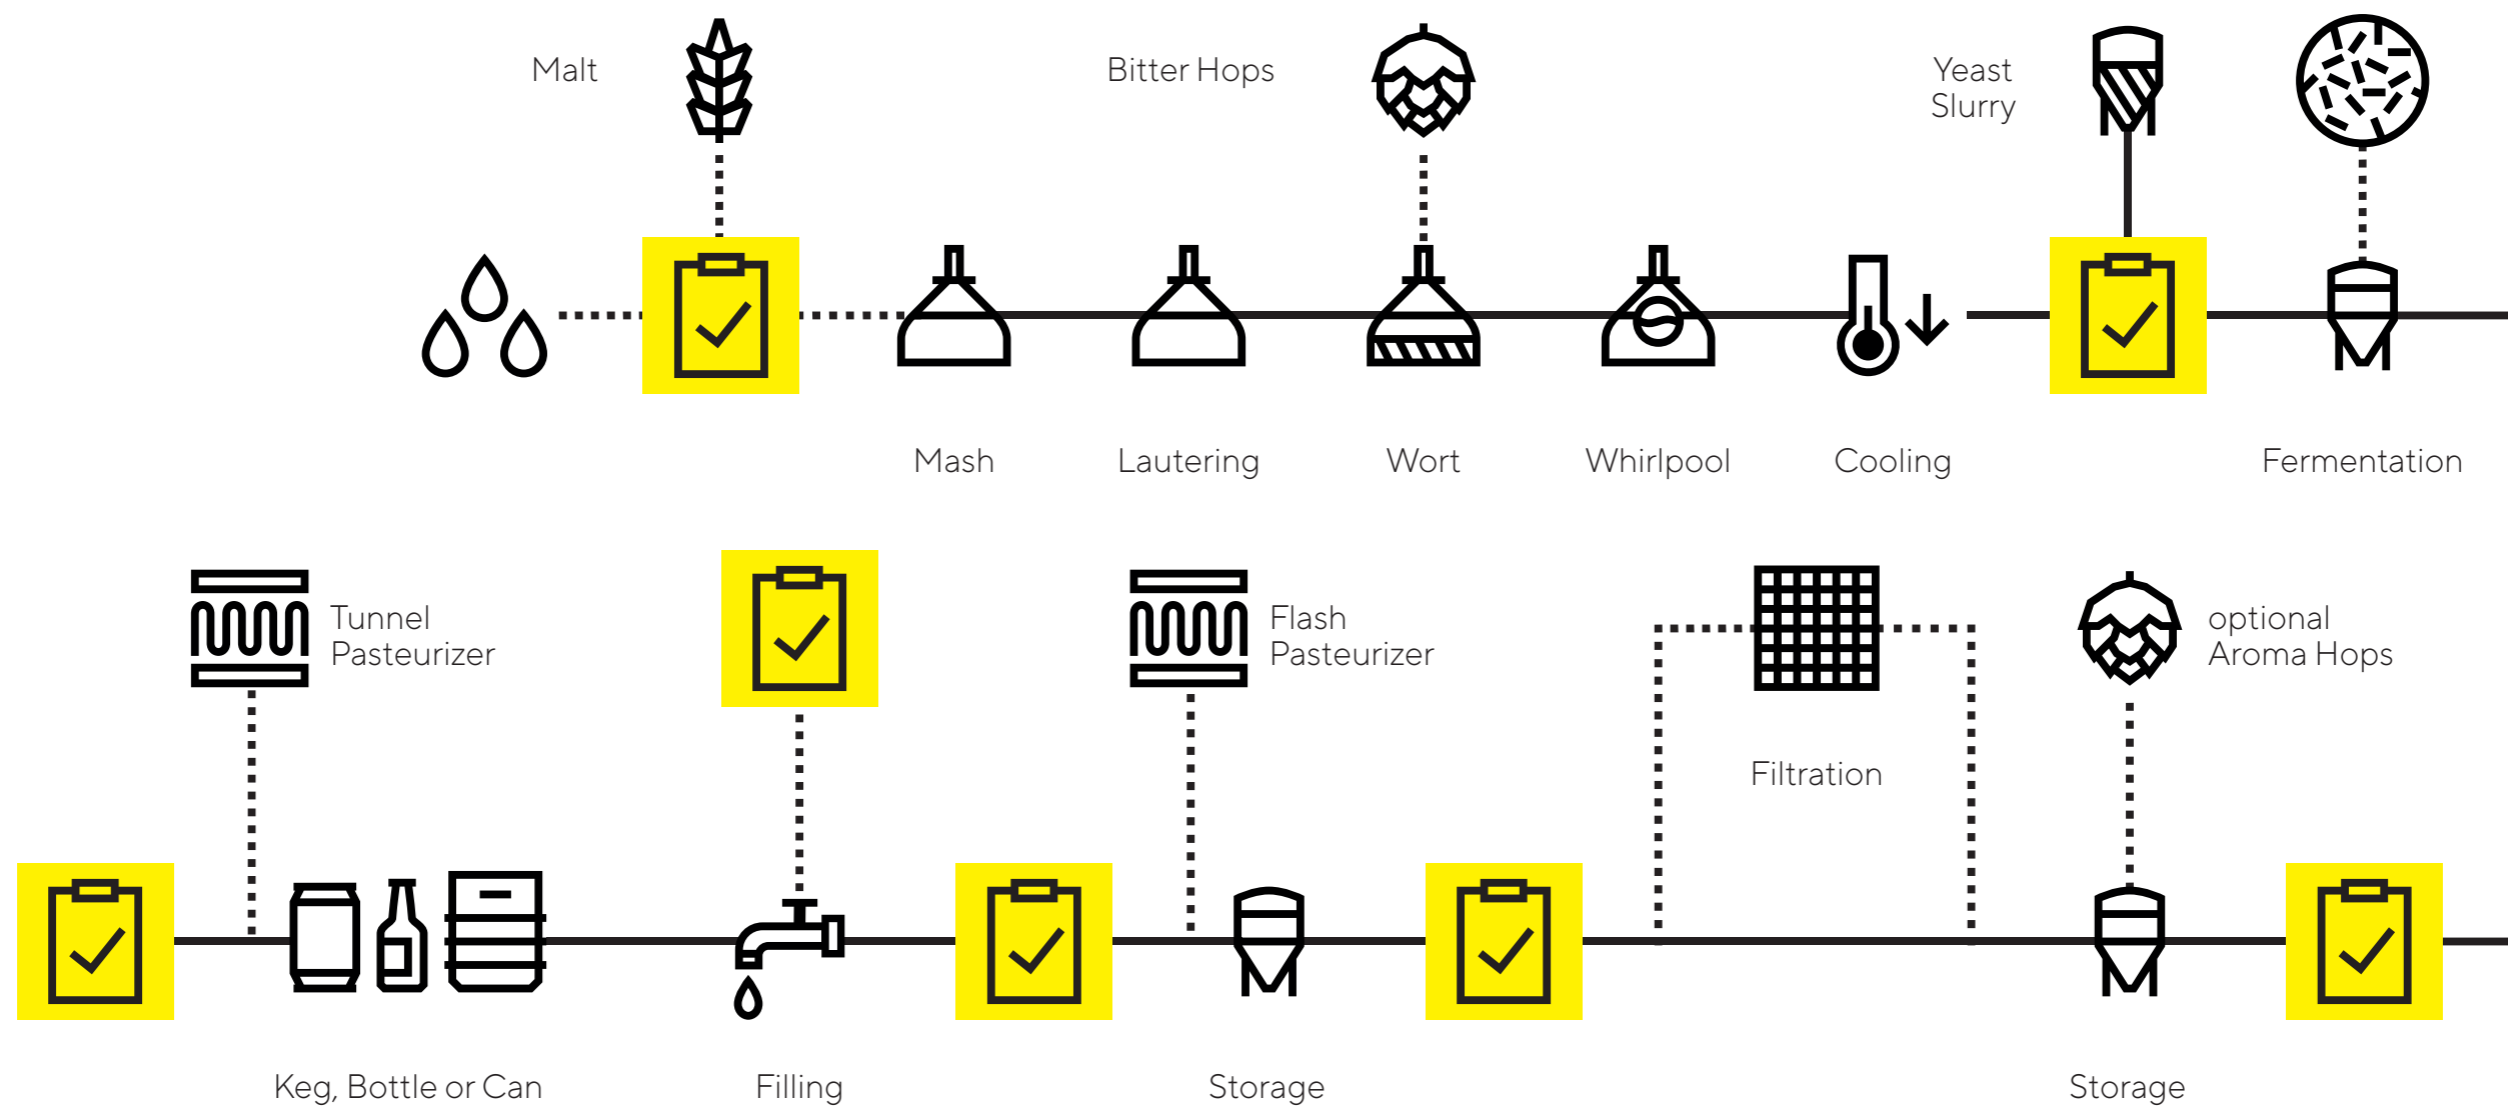 Malt
Bitter Hops
Yeast
Slurry
Mash
Lautering
Wort
Whirlpool
Cooling
Fermentation
Tunnel
Pasteurizer
Flash
Pasteurizer
Filtration
optional
Aroma Hops
Keg, Bottle or Can
Filling
Storage
Storage